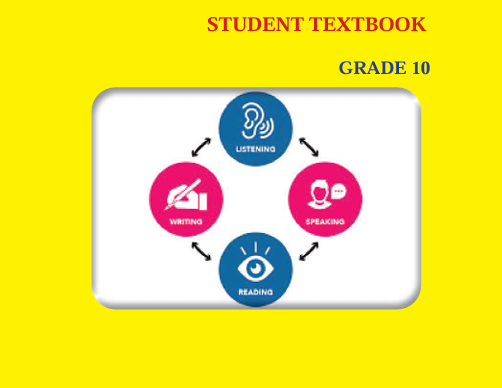 STUDENT TEXTBOOK
GRADE 10
LISTENING
WRITING
SPEAKING
READING